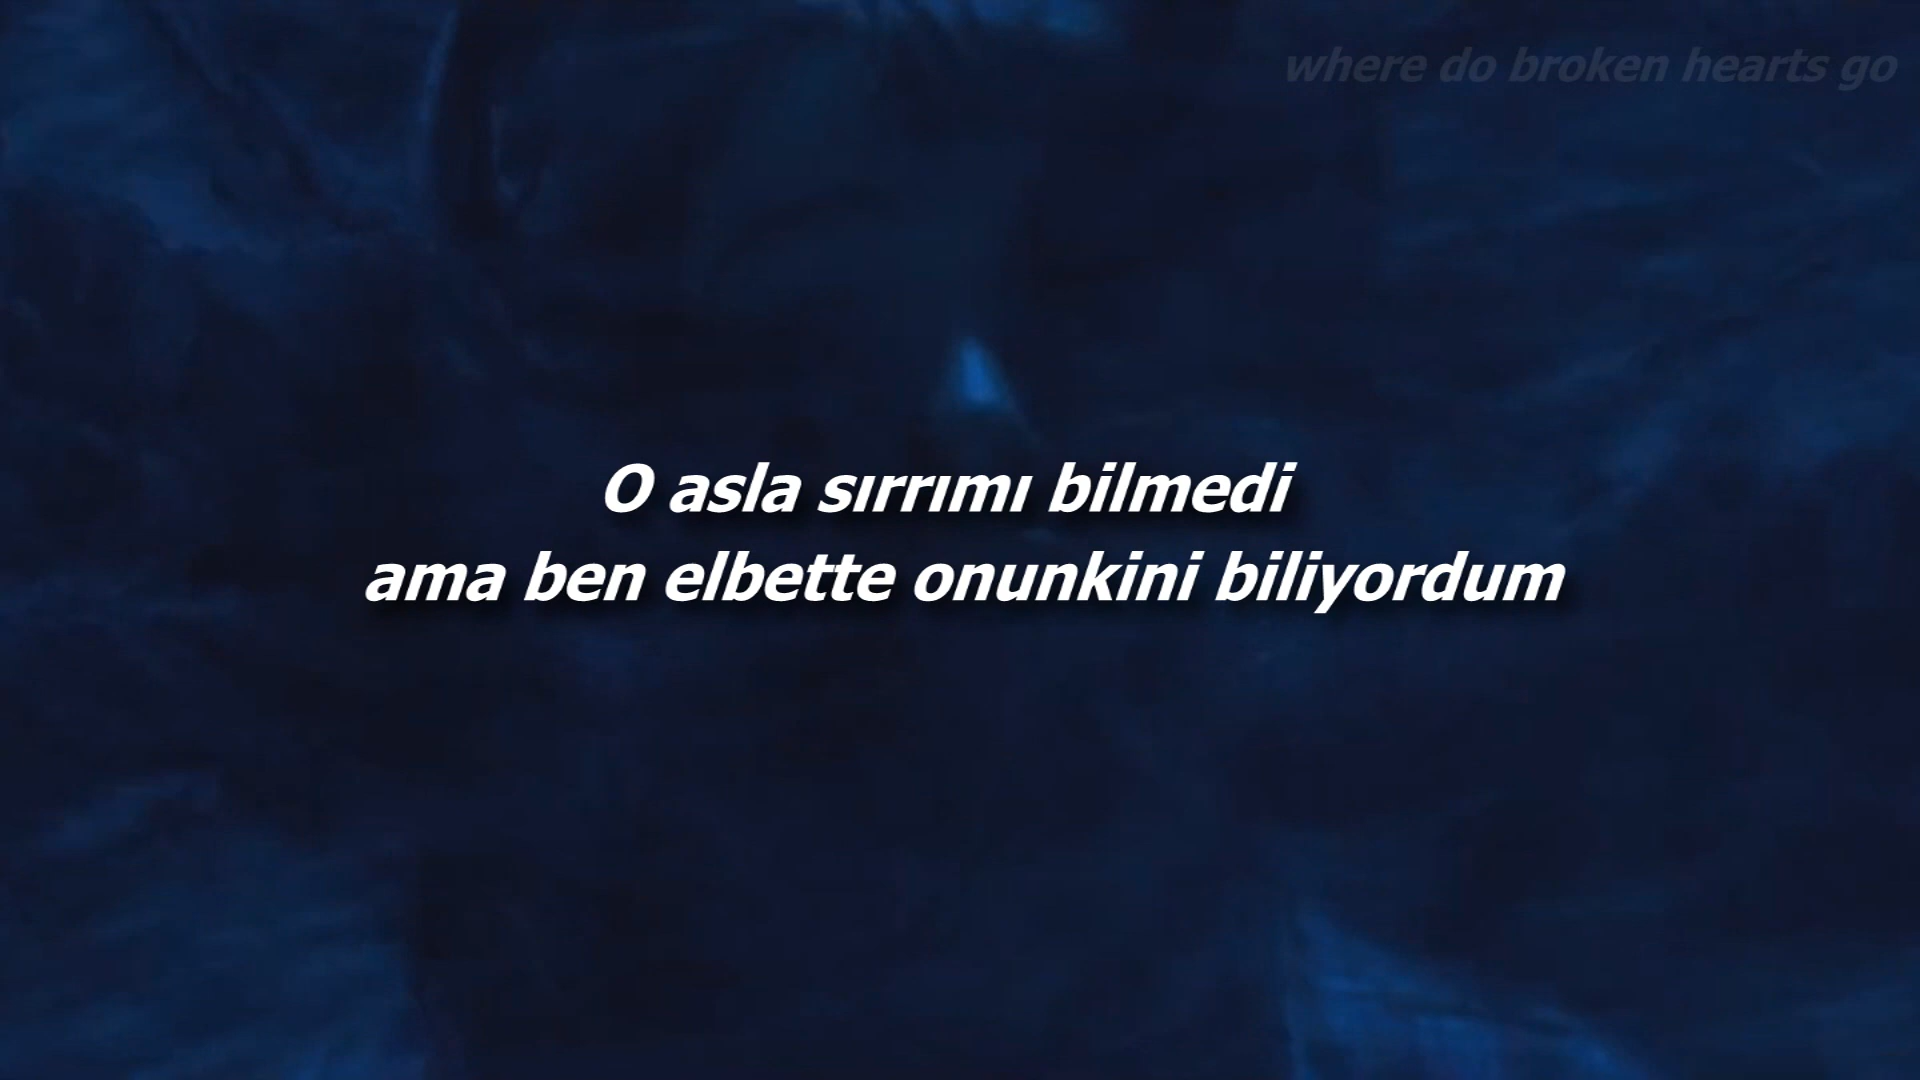 where do broken hearts go
O asla sırrımı bilmedi
ama ben elbette onunkini biliyordum